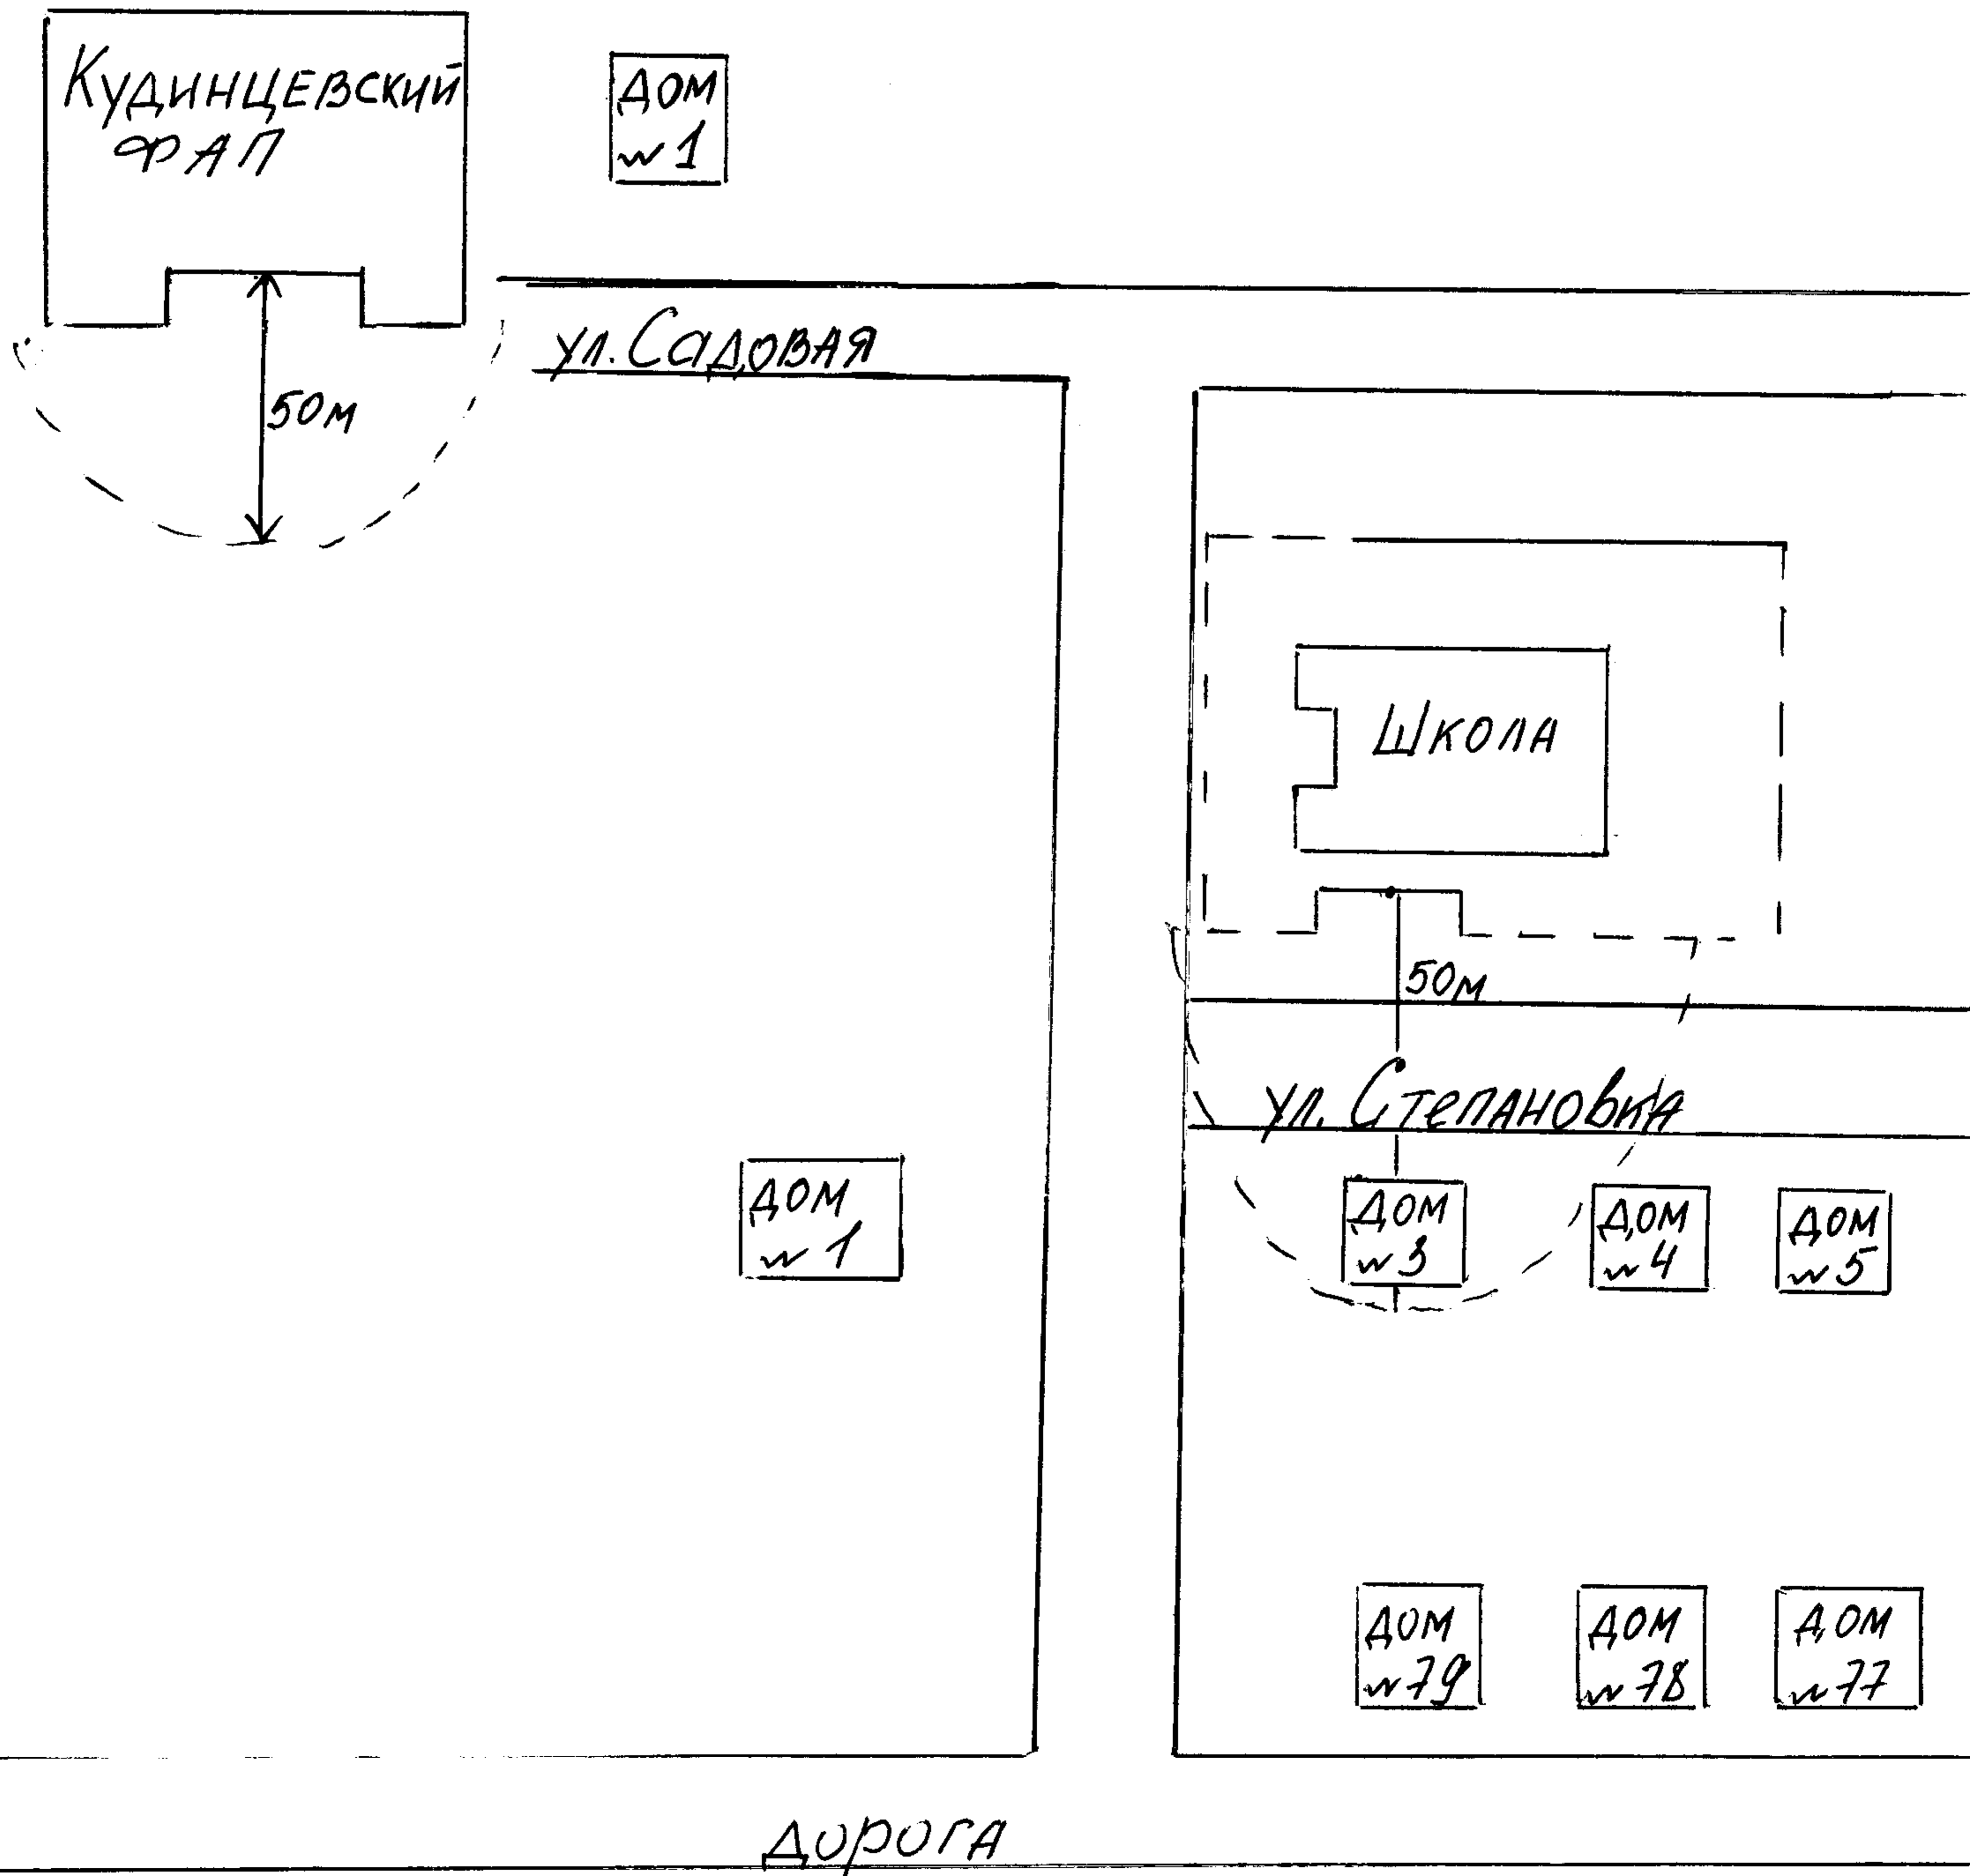 Кудинцевский
ФАП
ДОМ
№1
ул. Садовая
50м
Школа
50м
ул. Степановка
ДОМ
№1
ДОМ
№3
ДОМ
№4
ДОМ
№5
ДОМ
№79
ДОМ
№78
ДОМ
№77
дорога